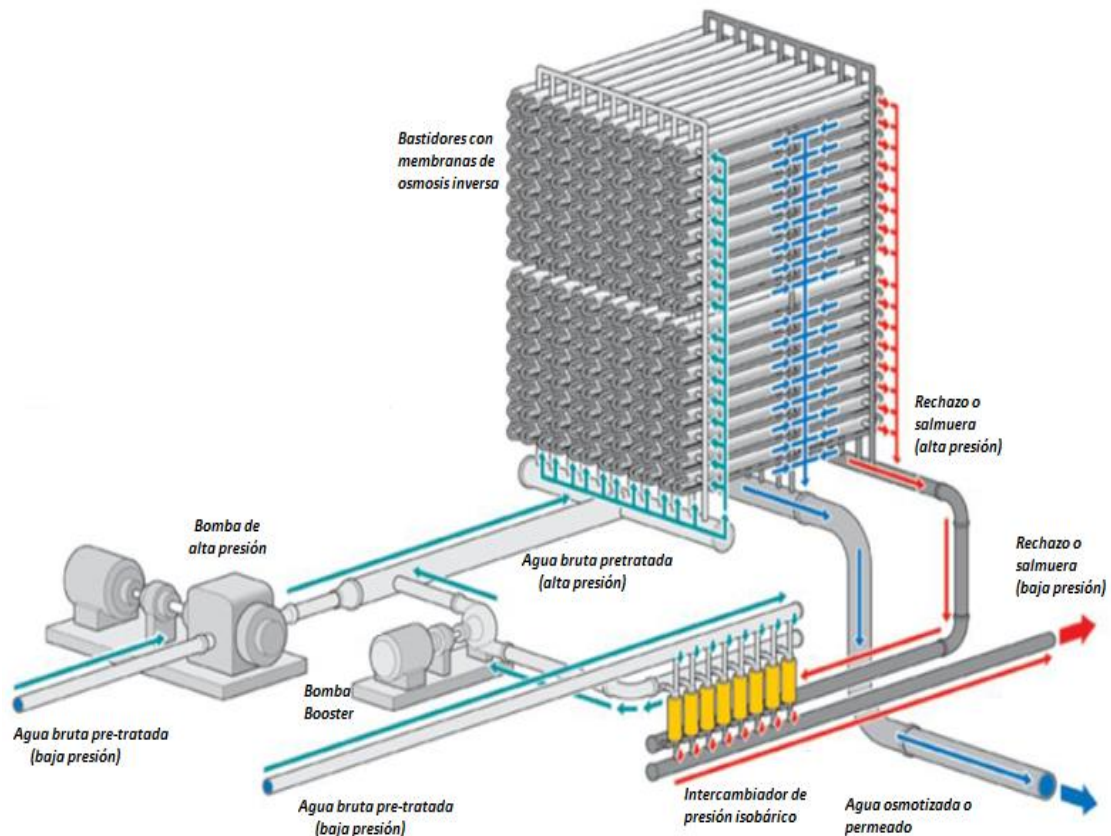 Bastidores con
membranas de
osmosis inversa
Rechazo o
salmuera
(alta presión)
Bomba de
alta presión
Agua bruta pretratada
(alta presión)
Rechazo o
salmuera
(baja presión)
Bomba
Booster
Agua bruta pre-tratada
(baja presión)
Agua bruta pre-tratada
(baja presión)
Intercambiador de
presión isobárico
Agua osmotizada o
permeado